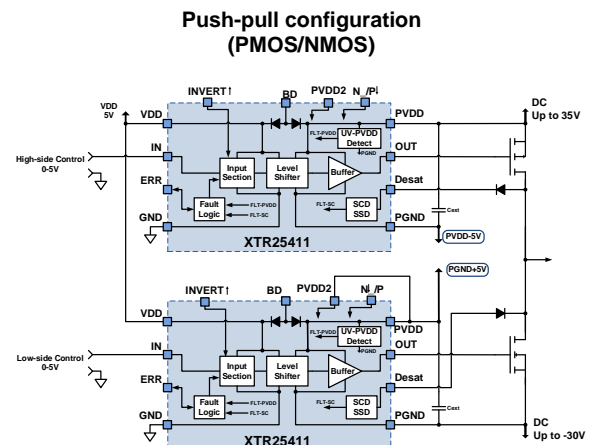 Push-pull configuration
(PMOS/NMOS)
INVERT↑
BD
PVDD2
N_/P↓
VDD
5V
VDD
PVDD
DC
Up to 35V
FLT-PVDD
UV-PVDD
Detect
PGND
IN
OUT
High-side Control
0-5V
Input
Section
Level
Shifter
Buffer
ERR
Desat
Fault
Logic
FLT-PVDD
FLT-SC
FLT-SC
SCD
SSD
Cext
GND
PGND
PVDD-5V
XTR25411
PGND+5V
INVERT↑
BD
PVDD2
N↓_/P
VDD
PVDD
FLT-PVDD
UV-PVDD
Detect
PGND
IN
OUT
Low-side Control
0-5V
Input
Section
Level
Shifter
Buffer
ERR
Desat
Fault
Logic
FLT-PVDD
FLT-SC
FLT-SC
SCD
SSD
Cext
GND
PGND
DC
Up to -30V
XTR25411